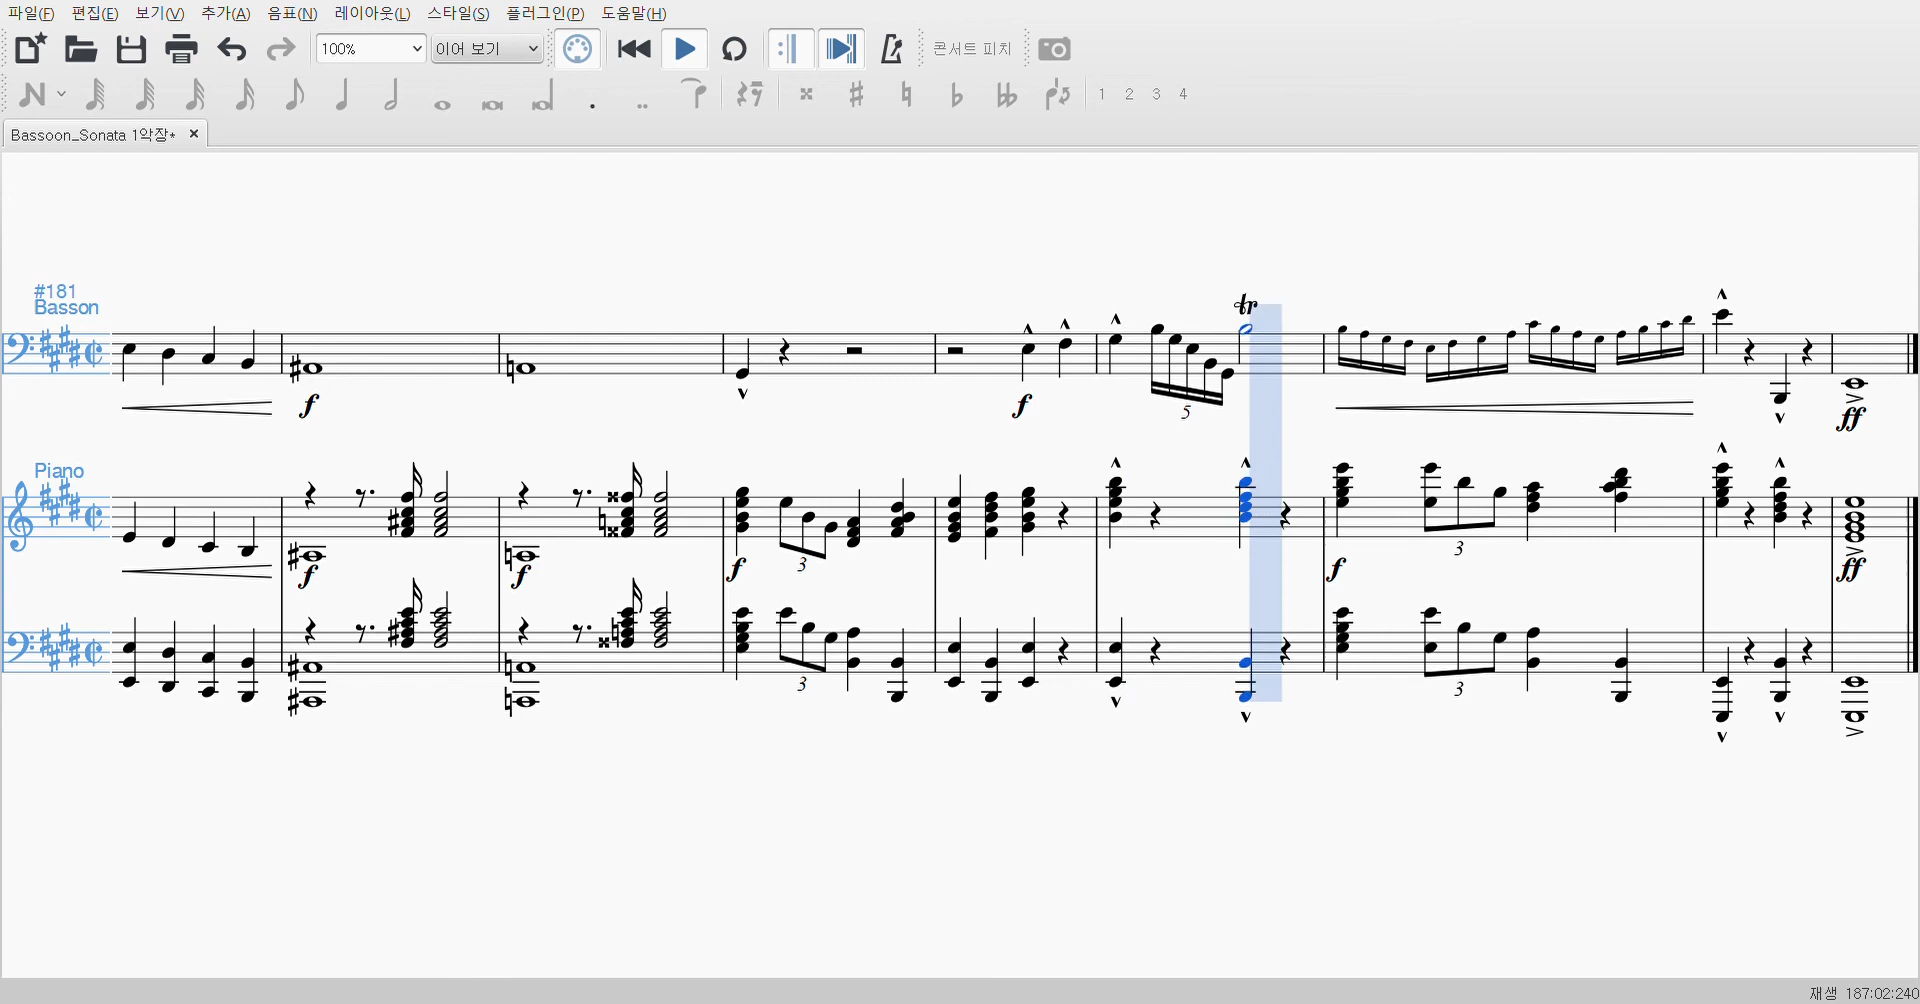 파일(F) 편집(E) 보기(V) 추가(A) 음표(N) 레이아웃(L) 스타일(S) 플러그인(P) 도움말(H)
100% 이어 보기 콘서트 피치
1 2 3 4
Bassoon_Sonata 1악장*
#181
Basson
tr
f f 5 ff
Piano
f f f 3 f 3 ff
3 3
재생 187:02:240